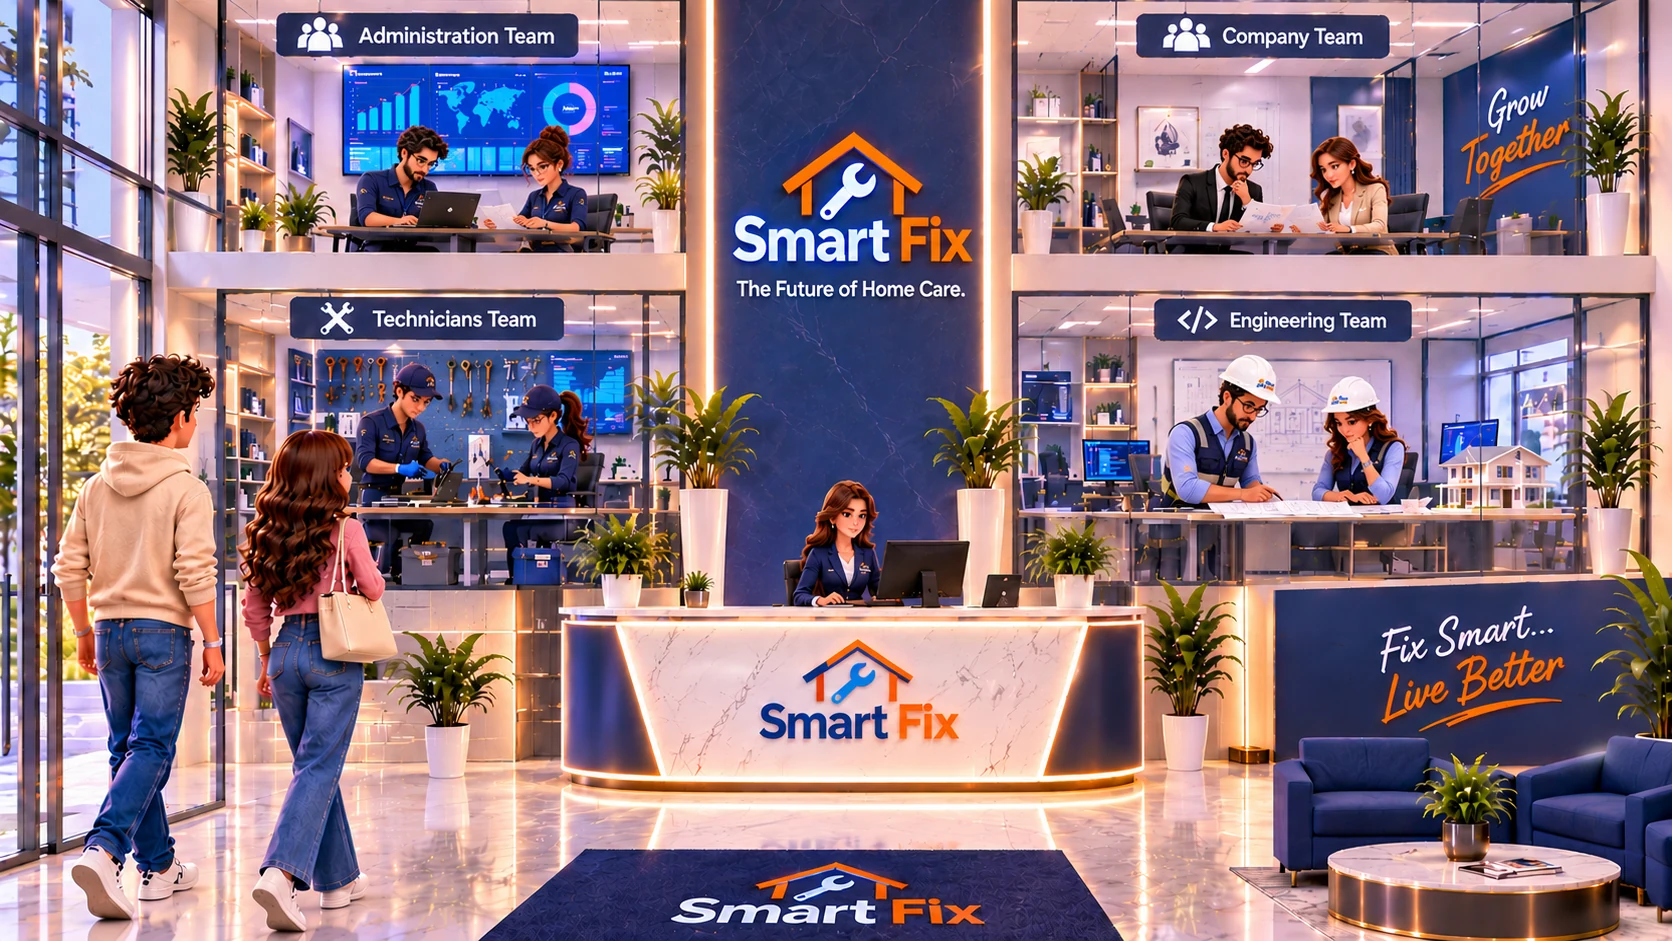 Administration Team
Company Team
Grow
Together
Smart Fix
The Future of Home Care.
Technicians Team
</> Engineering Team
Fix Smart...
Live Better
Smart Fix
Smart Fix